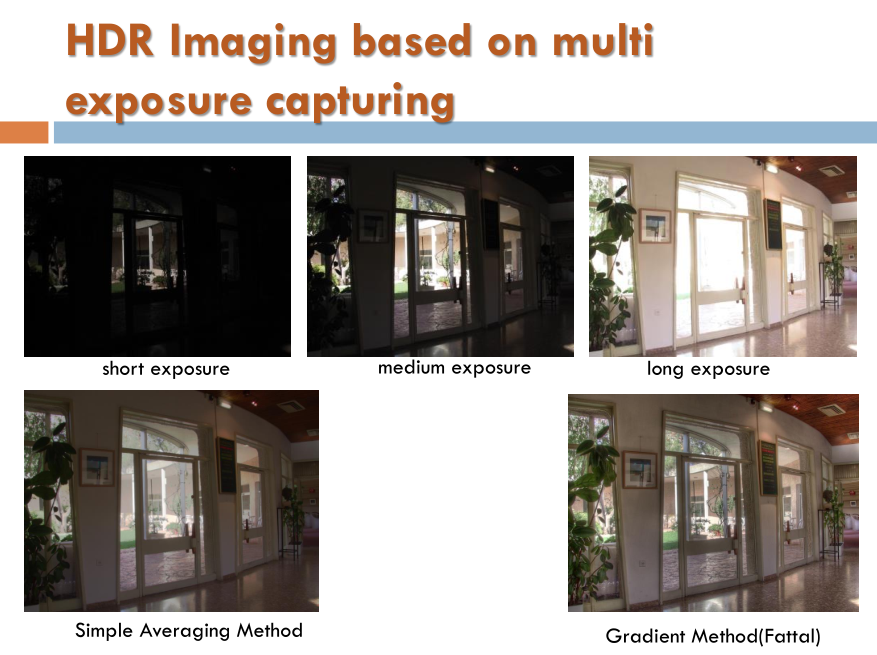 HDR Imaging based on multi
exposure capturing
short exposure
medium exposure
long exposure
Simple Averaging Method
Gradient Method(Fattal)